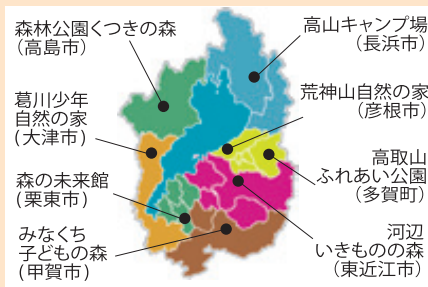 森林公園くつきの森
（高島市）
葛川少年
自然の家
（大津市）
森の未来館
（栗東市）
みなくち
子どもの森
（甲賀市）
高山キャンプ場
（長浜市）
荒神山自然の家
（彦根市）
高取山
ふれあい公園
（多賀町）
河辺
いきものの森
（東近江市）